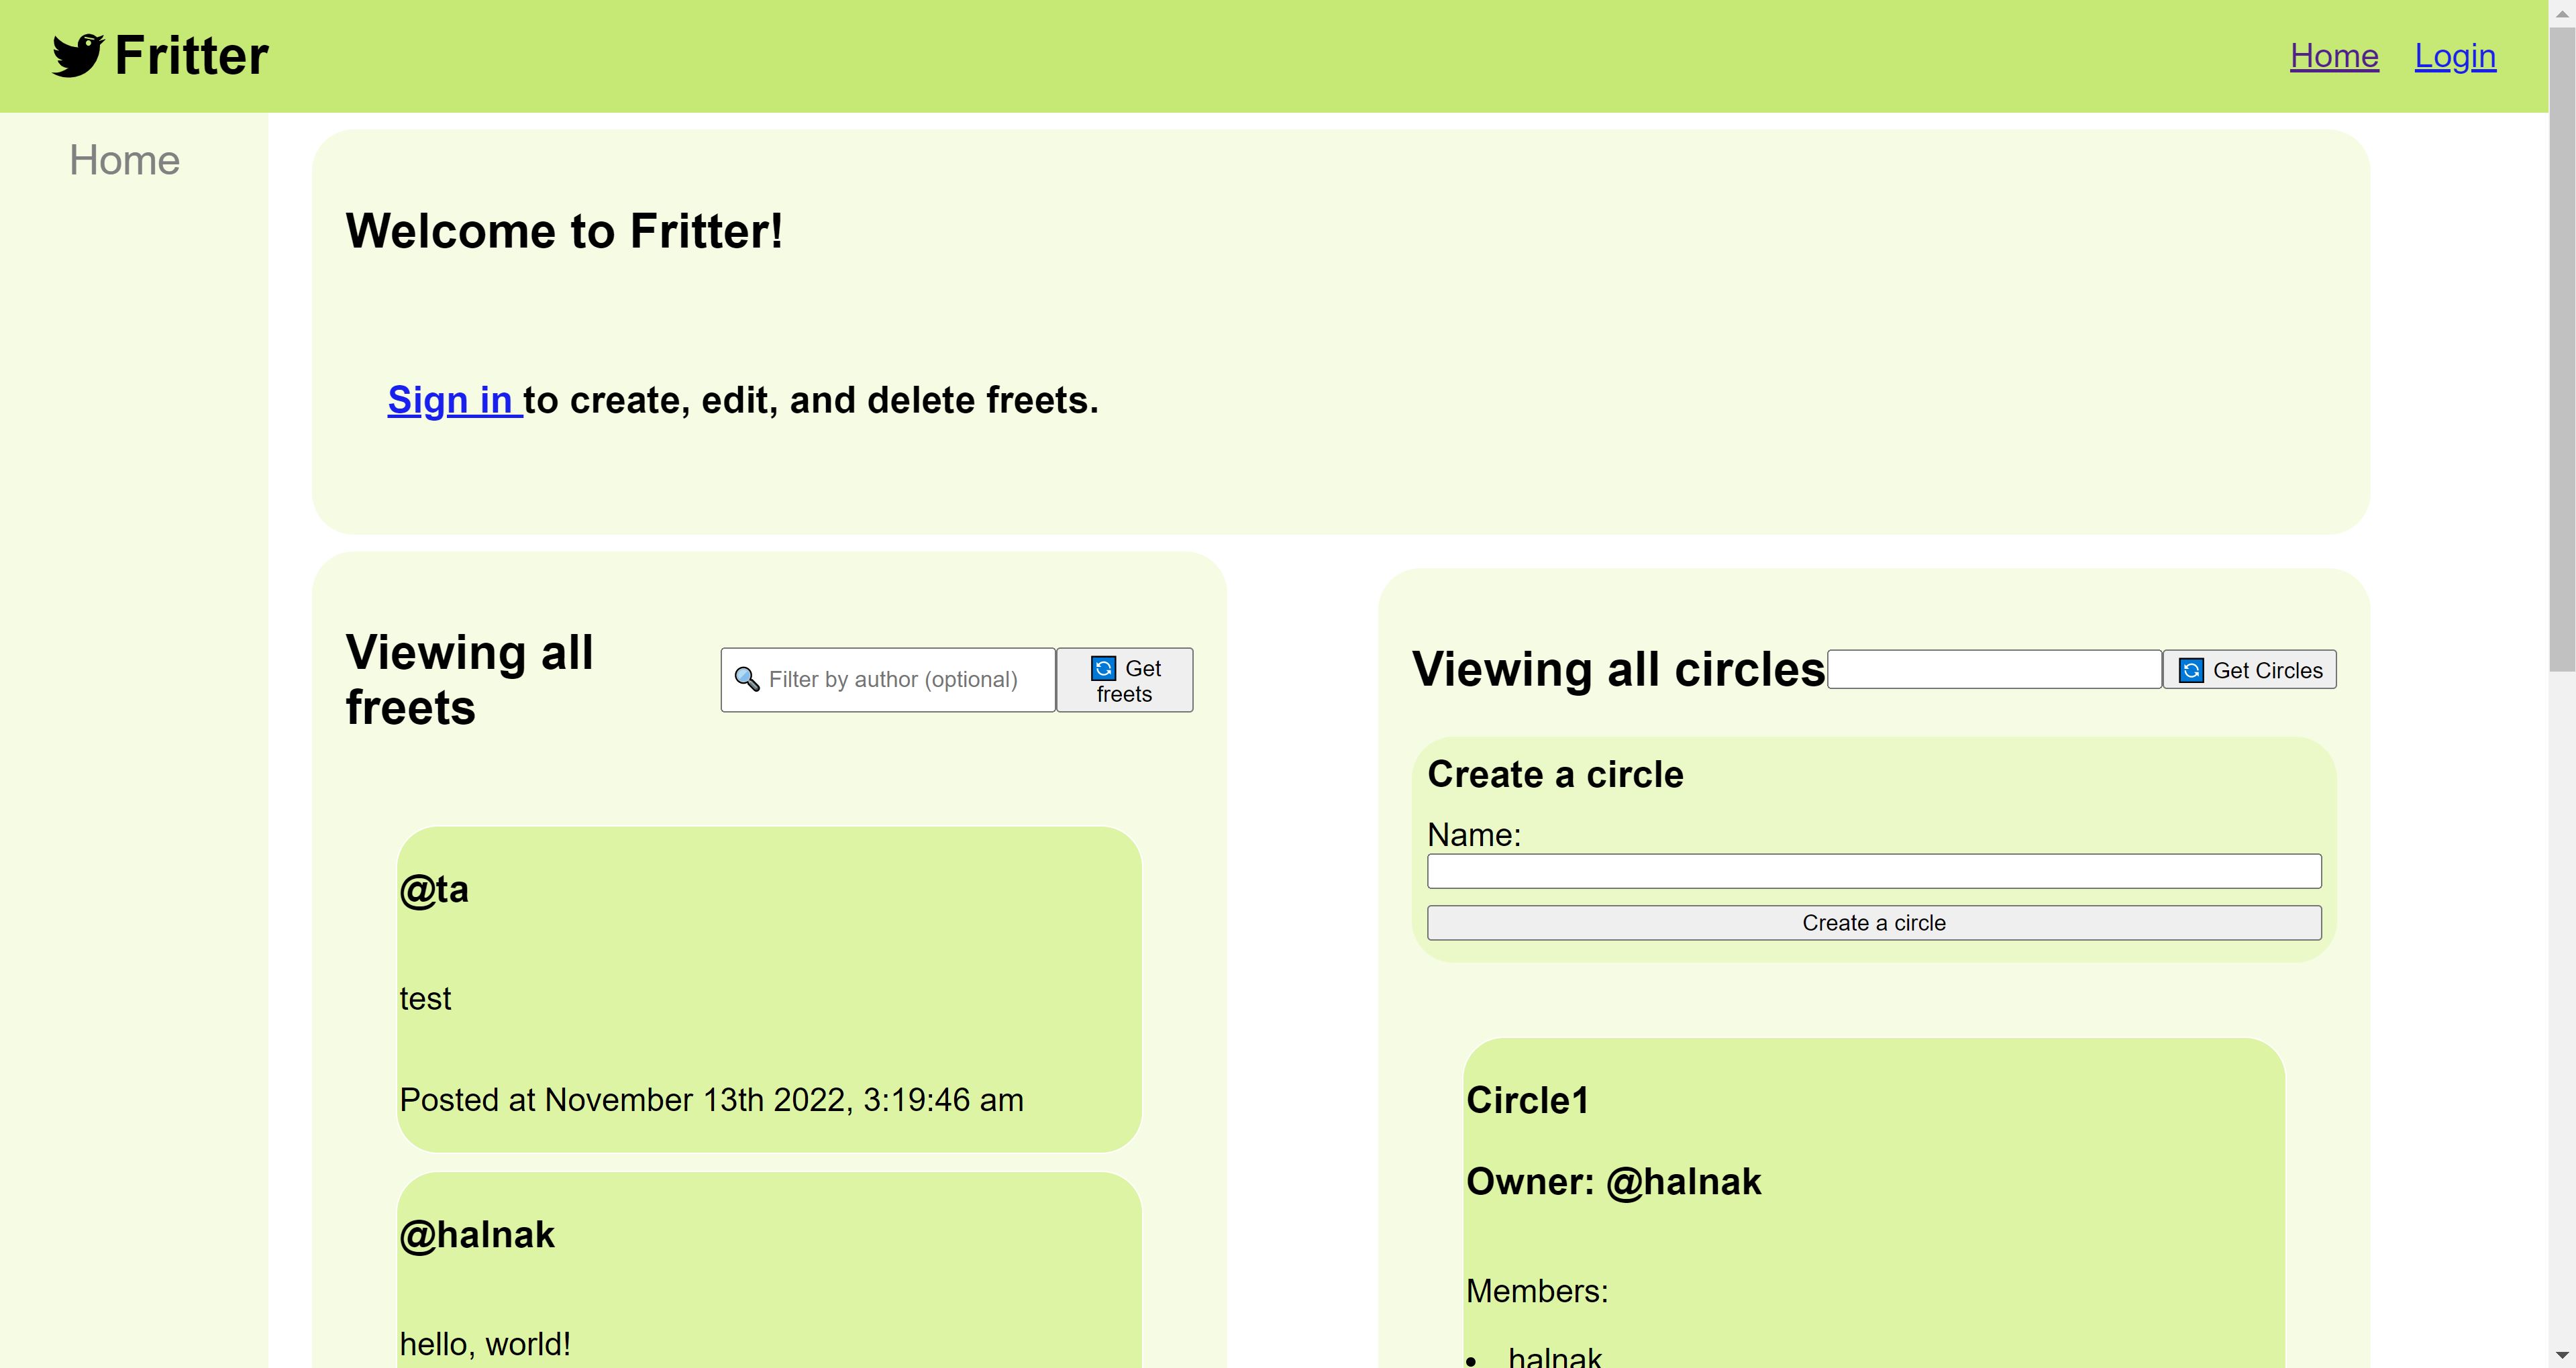 Fritter
Home Login
Home
Welcome to Fritter!
Sign in to create, edit, and delete freets.
Viewing all
freets
Filter by author (optional)
Get
freets
@ta
test
Posted at November 13th 2022, 3:19:46 am
@halnak
hello, world!
Viewing all circles
Get Circles
Create a circle
Name:
Create a circle
Circle1
Owner: @halnak
Members:
halnak